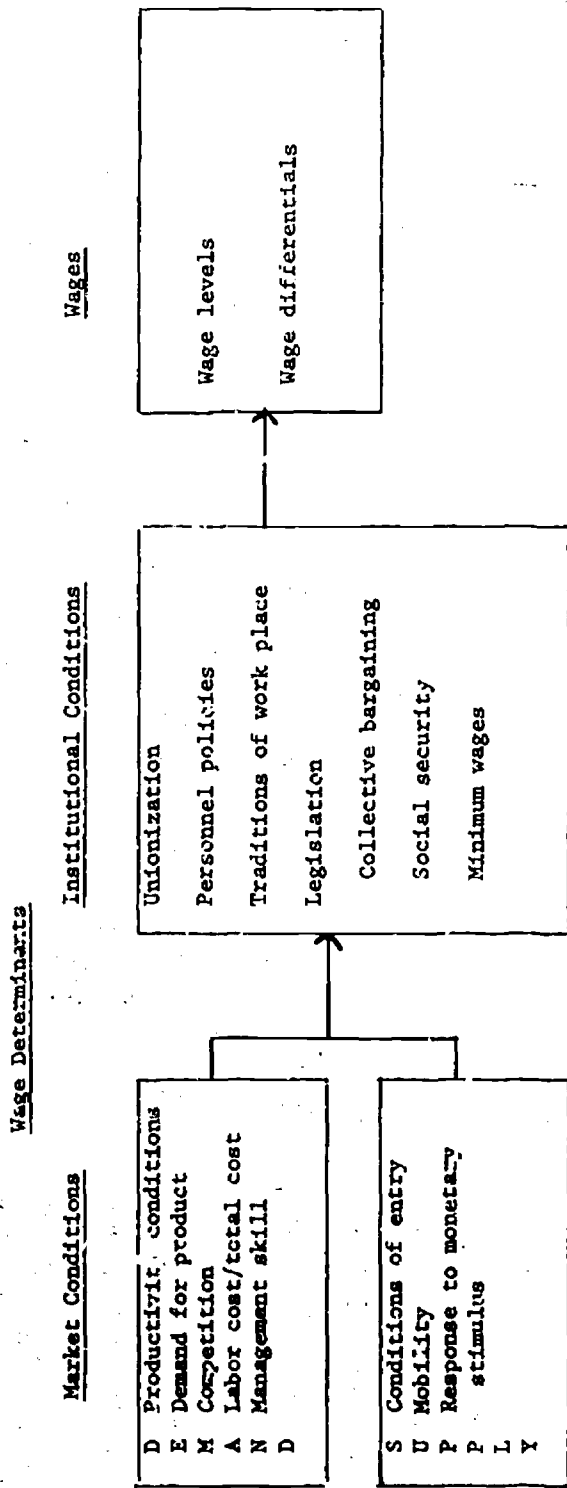 Wage Determinants
Market Conditions
D Productivit, conditions
E Demand for product
M Competition
A Labor cost/total cost
N Management skill
D
S Conditions of entry
U Mobility
P Response to monetary
P stimulus
L
Y
Institutional Conditions
Unionization
Personnel policies
Traditions of work place
Legislation
Collective bargaining
Social security
Minimum wages
Wages
Wage levels
Wage differentials